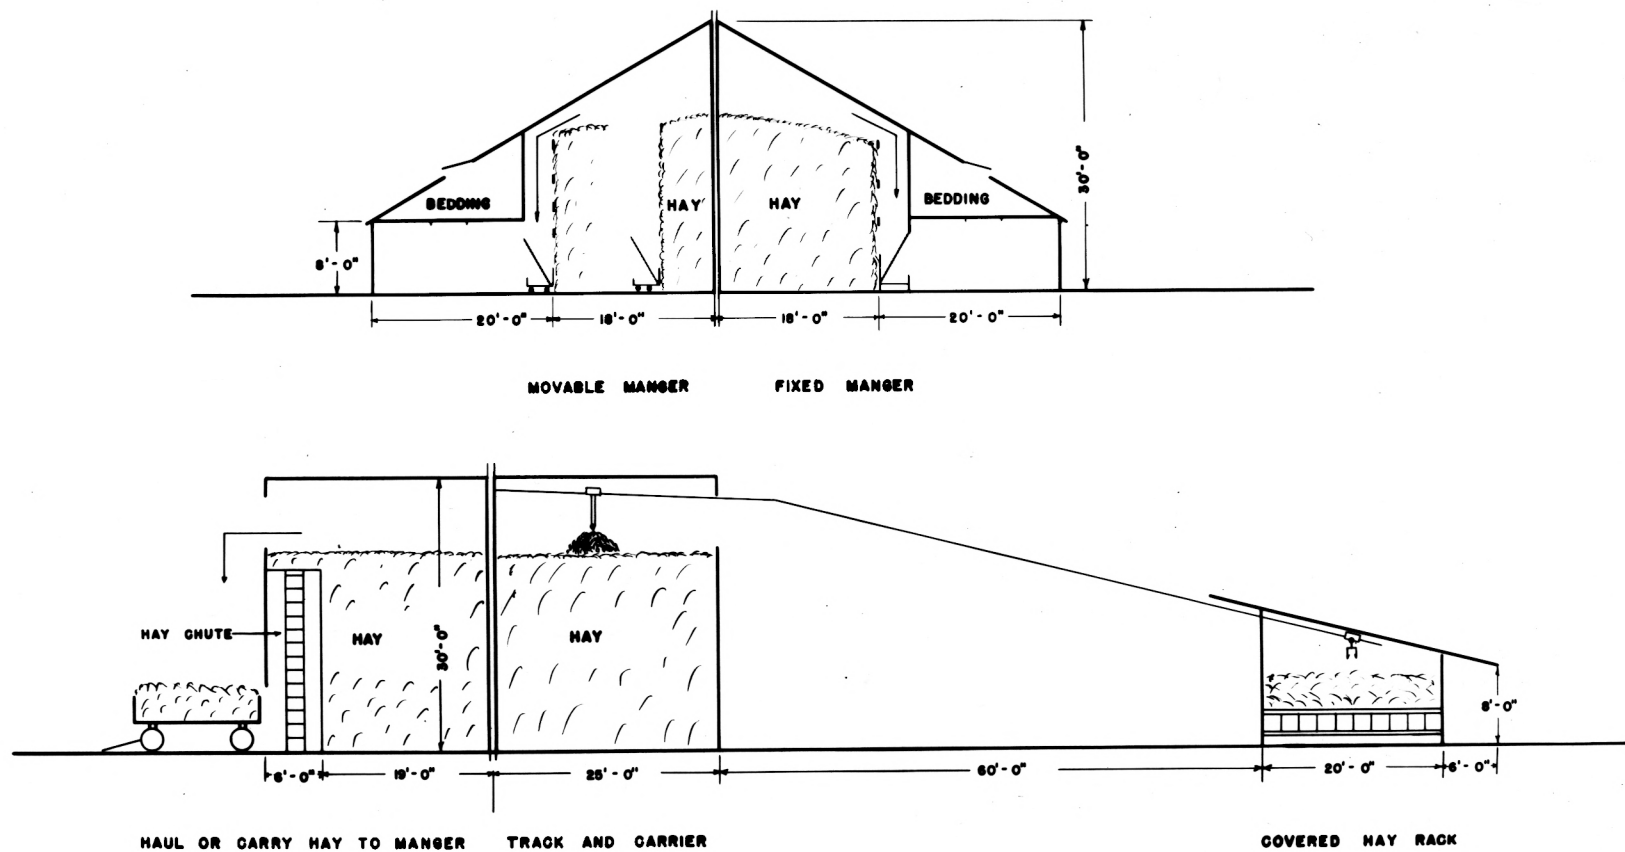 30'-0"
BEDDING HAY HAY BEDDING
8'-0"
20'-0" 18'-0" 18'-0" 20'-0"
MOVABLE MANGER FIXED MANGER
HAY CHUTE HAY 30'-0" HAY
8'-0"
6'-0" 19'-0" 25'-0" 60'-0" 20'-0" 6'-0"
HAUL OR CARRY HAY TO MANGER TRACK AND CARRIER COVERED HAY RACK